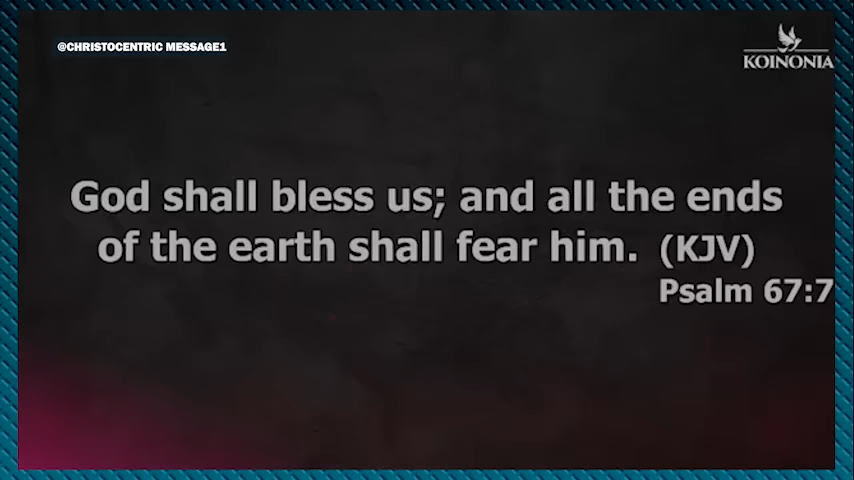 @CHRISTOCENTRIC MESSAGE1
KOINONIA
God shall bless us; and all the ends
of the earth shall fear him. (KJV)
Psalm 67:7